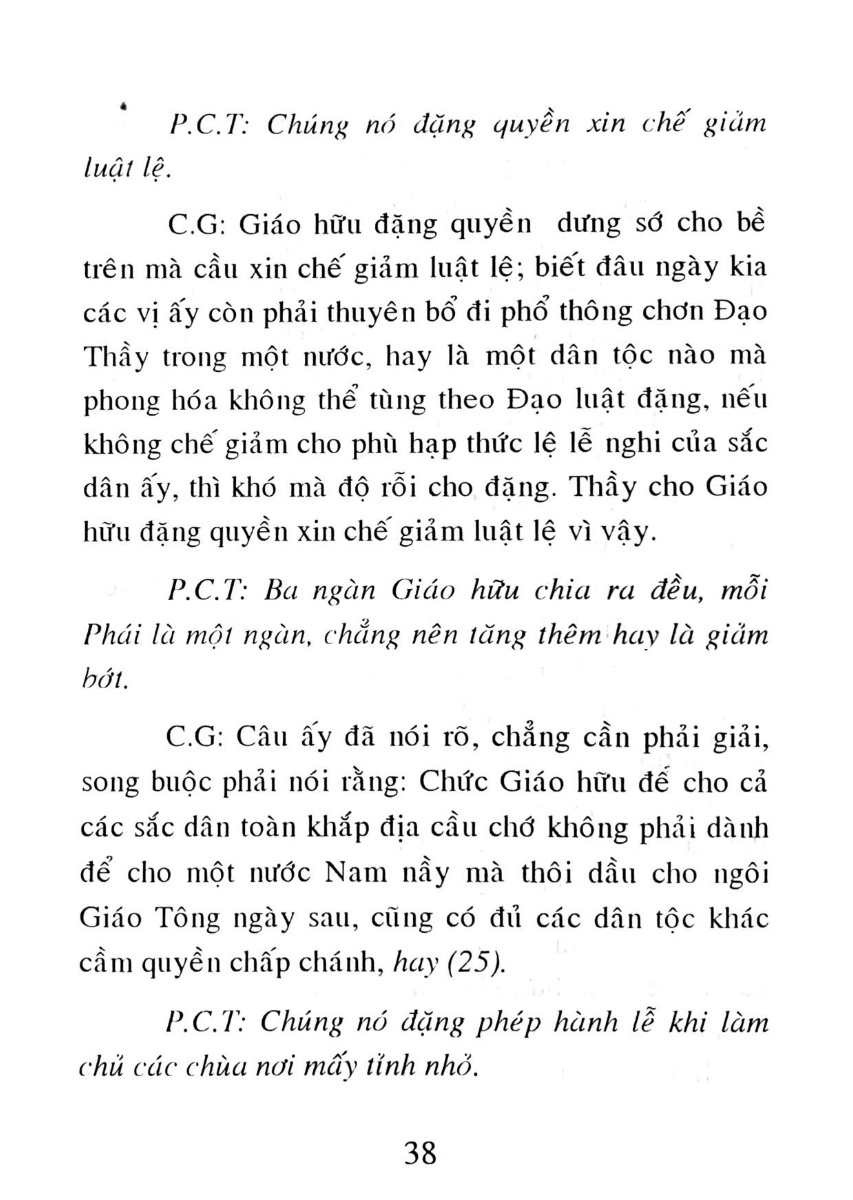 P.C.T: Chúng nó đặng quyền xin chế giảm
luật lệ.
C.G: Giáo hữu đặng quyền dưng sớ cho bề
trên mà cầu xin chế giảm luật lệ; biết đâu ngày kia
các vị ấy còn phải thuyên bổ đi phổ thông chơn Đạo
Thầy trong một nước, hay là một dân tộc nào mà
phong hóa không thể tùng theo Đạo luật đặng, nếu
không chế giảm cho phù hạp thức lệ lễ nghi của sắc
dân ấy, thì khó mà độ rỗi cho đặng. Thầy cho Giáo
hữu đặng quyền xin chế giảm luật lệ vì vậy.
P.C.T: Ba ngàn Giáo hữu chia ra đều, mỗi
Phái là một ngàn, chẳng nên tăng thêm hay là giảm
bớt.
C.G: Câu ấy đã nói rõ, chẳng cần phải giải,
song buộc phải nói rằng: Chức Giáo hữu để cho cả
các sắc dân toàn khắp địa cầu chớ không phải dành
để cho một nước Nam nầy mà thôi dầu cho ngôi
Giáo Tông ngày sau, cũng có đủ các dân tộc khác
cầm quyền chấp chánh, hay (25).
P.C.T: Chúng nó đặng phép hành lễ khi làm
chủ các chùa nơi mấy tỉnh nhỏ.
38